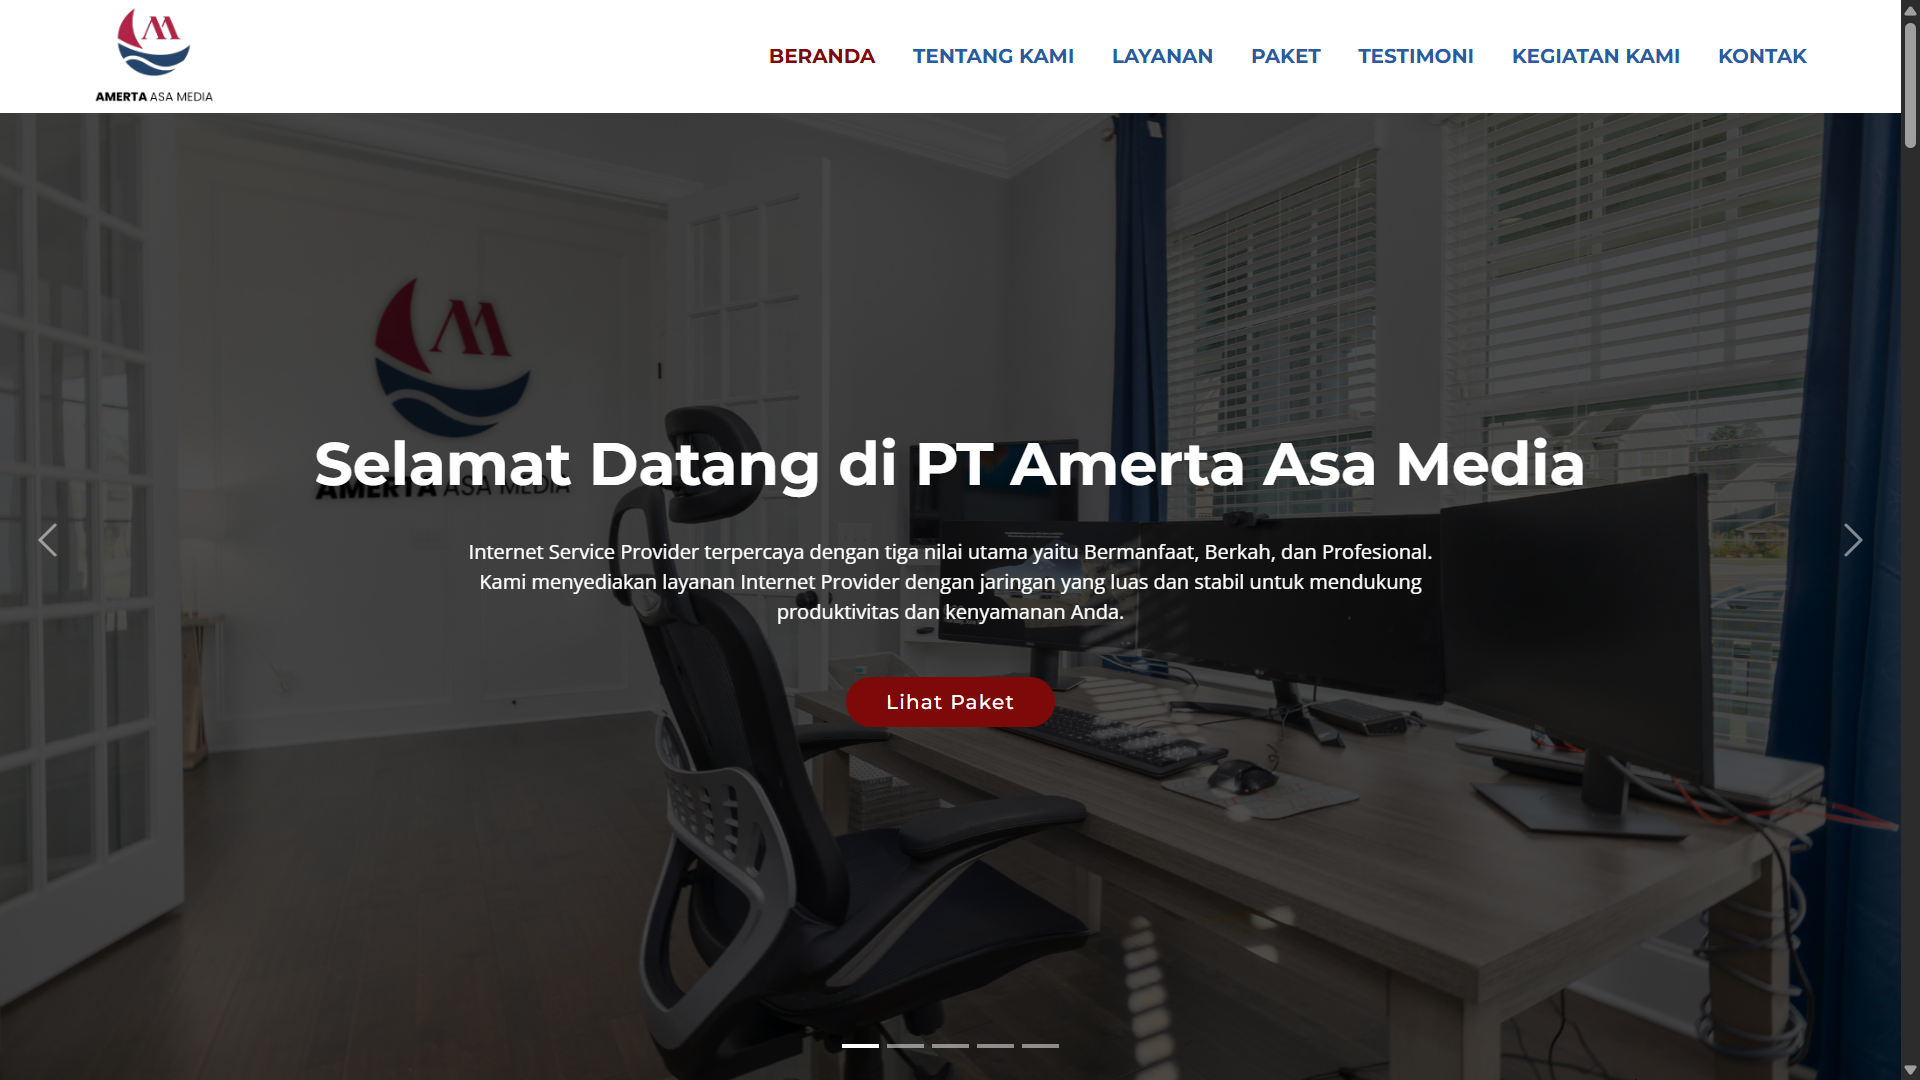 AMERTA ASA MEDIA
BERANDA
TENTANG KAMI
LAYANAN
PAKET
TESTIMONI
KEGIATAN KAMI
KONTAK
AMERTA ASA MEDIA
Selamat Datang di PT Amerta Asa Media
Internet Service Provider terpercaya dengan tiga nilai utama yaitu Bermanfaat, Berkah, dan Profesional.
Kami menyediakan layanan Internet Provider dengan jaringan yang luas dan stabil untuk mendukung
produktivitas dan kenyamanan Anda.
Lihat Paket